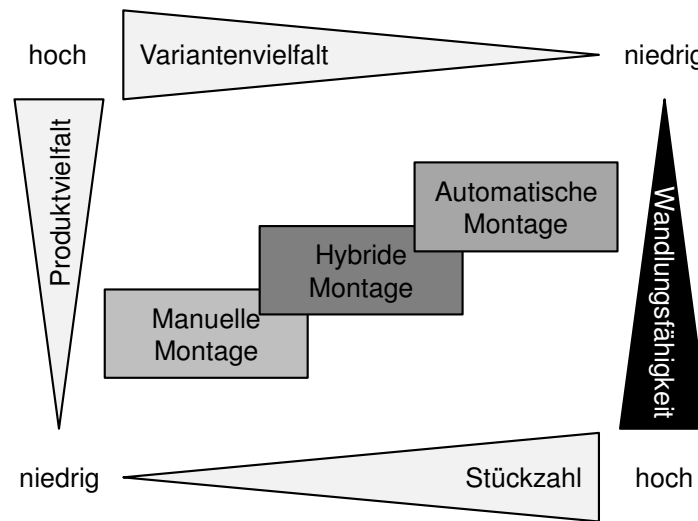 hoch
Variantenvielfalt
niedrig
Produktvielfalt
Automatische
Montage
Wandlungsfähigkeit
Hybride
Montage
Manuelle
Montage
niedrig
Stückzahl
hoch